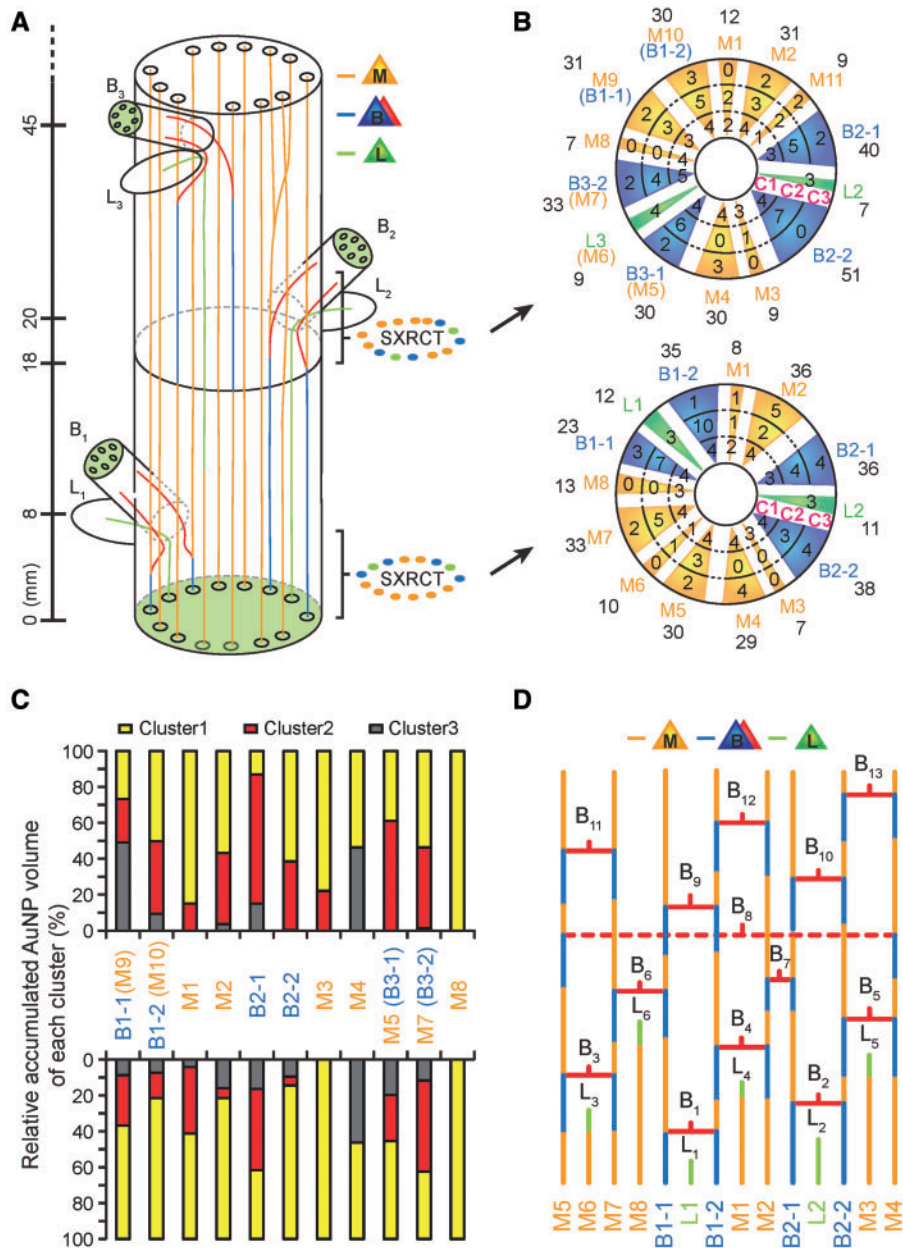 A
B₃
L₃
M
B
L
45
20
18
8
0 (mm)
B₂
L₂
B₁
L₁
SXRCT
SXRCT
B
30
M10
(B1-2)
12
M1
31
M2
9
M11
31
M9
(B1-1)
7
M8
B2-1
40
B3-2
(M7)
33
L2
7
L3
(M6)
9
B2-2
51
B3-1
(M5)
30
M4
30
M3
9
C1 C2 C3
35
B1-2
8
M1
36
M2
12
L1
23
B1-1
B2-1
36
13
M8
L2
11
M7
33
B2-2
38
M6
10
M5
30
M4
29
M3
7
C1 C2 C3
C
Cluster1 Cluster2 Cluster3
Relative accumulated AuNP volume
of each cluster (%)
100
80
60
40
20
0
B1-1 (M9)
B1-2 (M10)
M1
M2
B2-1
B2-2
M3
M4
M5 (B3-1)
M7 (B3-2)
M8
0
20
40
60
80
100
D
M
B
L
B₁₃
B₁₂
B₁₁
B₁₀
B₉
B₈
B₇
B₆
L₆
B₅
L₅
B₄
L₄
B₃
L₃
B₂
L₂
B₁
L₁
M5
M6
M7
M8
B1-1
L1
B1-2
M1
M2
B2-1
L2
B2-2
M3
M4